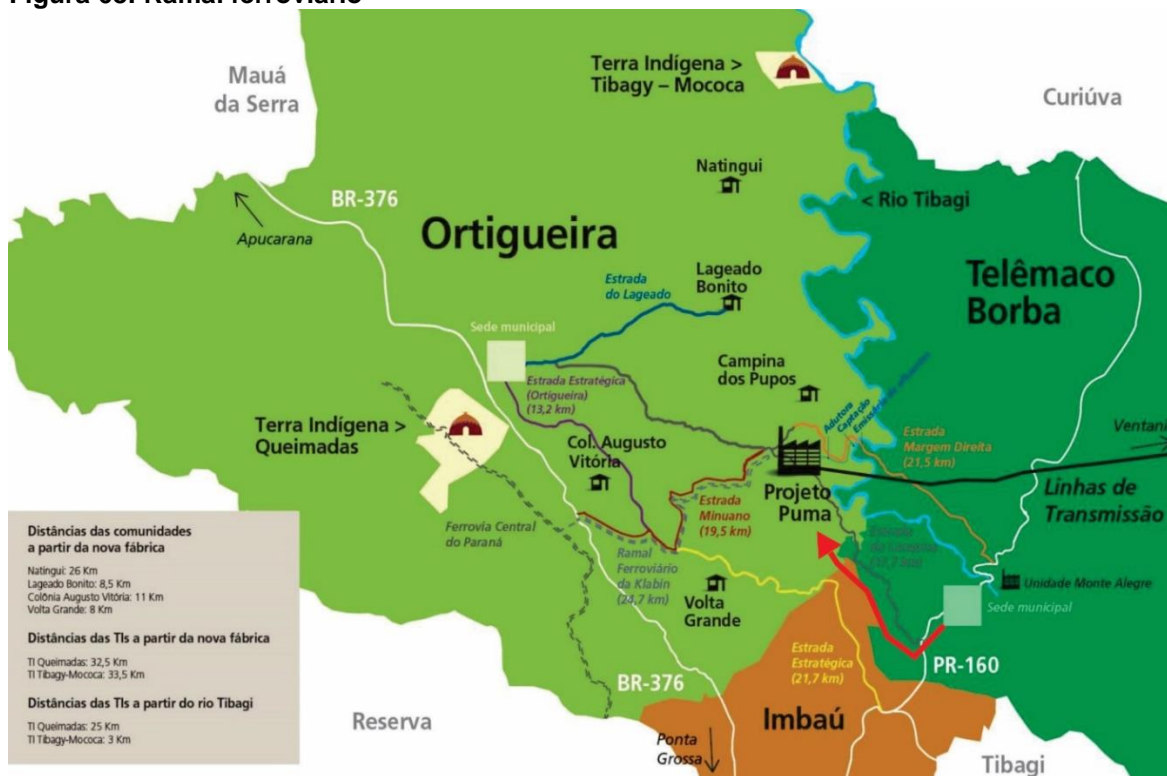 Figura 65: Ramal ferroviário
Mauá
da Serra
Terra Indígena >
Tibagy – Mococa
Curiúva
Natingui
BR-376
< Rio Tibagi
Apucarana
Ortigueira
Lageado
Bonito
Estrada
do Lageado
Telêmaco
Borba
Sede municipal
Campina
dos Pupos
Estrada Estratégica
(Ortigueira)
(13,2 km)
Adutora
Captação
Emissário de
Terra Indígena >
Queimadas
Col. Augusto
Vitória
Estrada
Margem Direita
(21,5 km)
Projeto
Puma
Linhas de
Transmissão
Estrada
Minuano
(19,5 km)
Ferrovia Central
do Paraná
Ramal
Ferroviário
da Klabin
(24,7 km)
Estrada
Unidade Monte Alegre
Sede municipal
Volta
Grande
Estrada
Estratégica
(21,7 km)
PR-160
BR-376
Imbaú
Reserva
Ponta
Grossa
Tibagi
Distâncias das comunidades
a partir da nova fábrica
Natingui: 26 Km
Lageado Bonito: 8,5 Km
Colônia Augusto Vitória: 11 Km
Volta Grande: 8 Km
Distâncias das TIs a partir da nova fábrica
TI Queimadas: 32,5 Km
TI Tibagy-Mococa: 33,5 Km
Distâncias das TIs a partir do rio Tibagi
TI Queimadas: 25 Km
TI Tibagy-Mococa: 3 Km